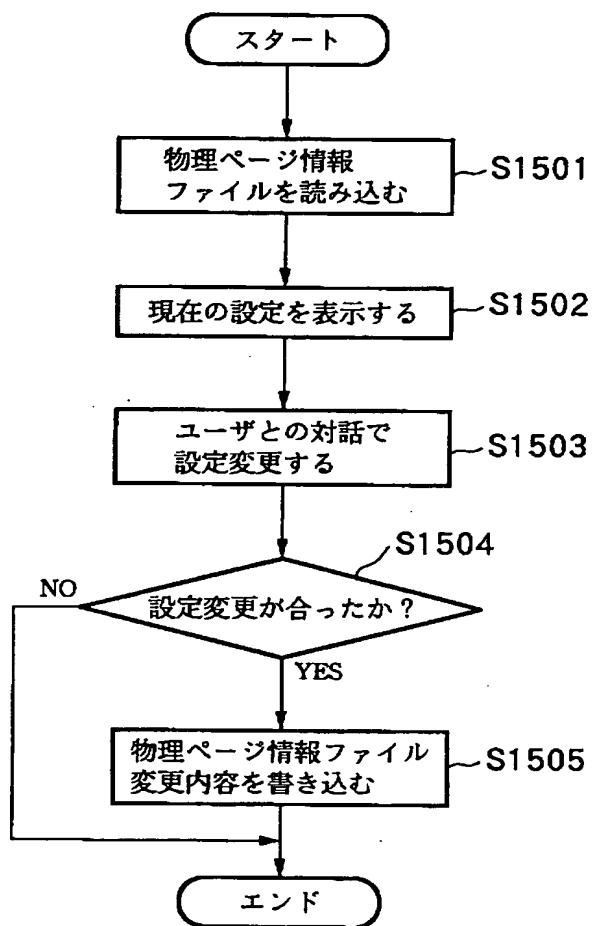 スタート
物理ページ情報
ファイルを読み込む
S1501
現在の設定を表示する
S1502
ユーザとの対話で
設定変更する
S1503
S1504
NO
設定変更が合ったか？
YES
物理ページ情報ファイル
変更内容を書き込む
S1505
エンド